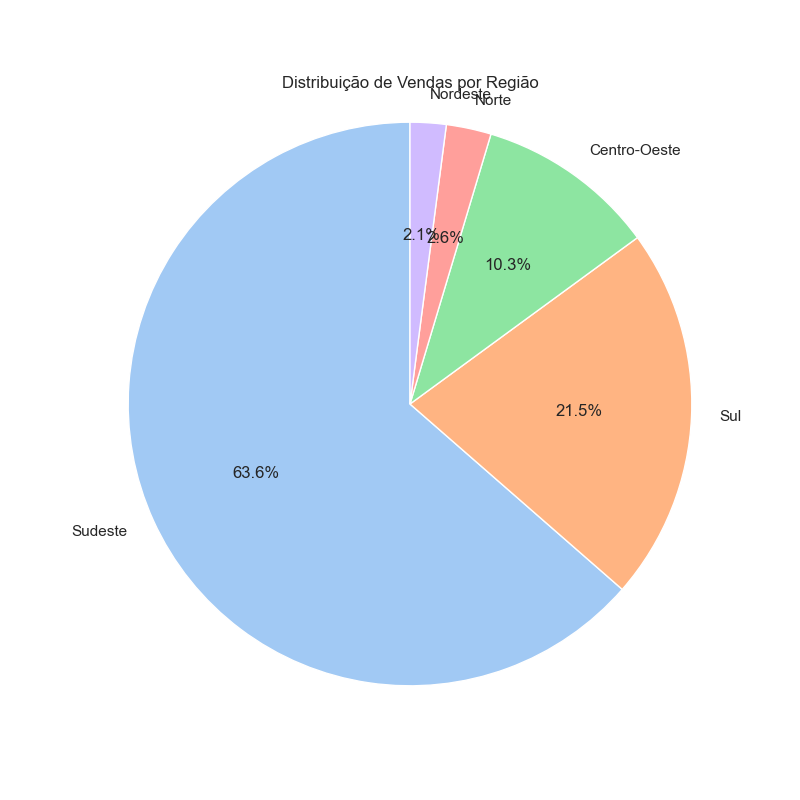 Distribuição de Vendas por Região
Nordeste
Norte
Centro-Oeste
2.1%
2.6%
10.3%
21.5%
Sul
63.6%
Sudeste